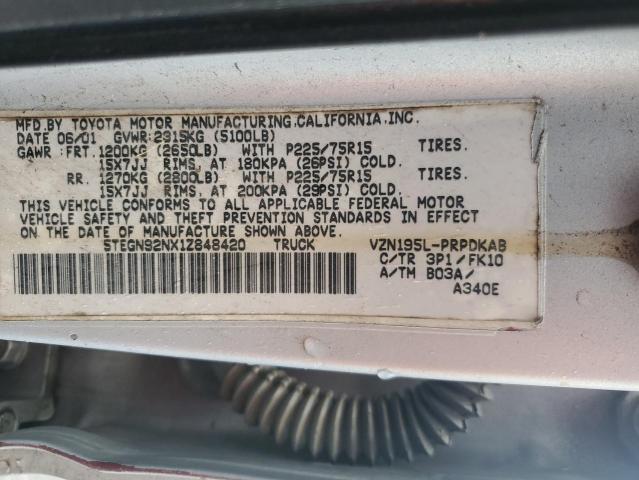 MFD.BY TOYOTA MOTOR MANUFACTURING.CALIFORNIA.INC.
DATE 06/01 GVWR:2315KG (5100LB)
GAWR: FRT. 1200KG (2650LB) WITH P225/75R15 TIRES.
15X7JJ RIMS. AT 180KPA (26PSI) COLD.
RR. 1270KG (2800LB) WITH P225/75R15 TIRES.
15X7JJ RIMS. AT 200KPA (29PSI) COLD.
THIS VEHICLE CONFORMS TO ALL APPLICABLE FEDERAL MOTOR
VEHICLE SAFETY AND THEFT PREVENTION STANDARDS IN EFFECT
ON THE DATE OF MANUFACTURE SHOWN ABOVE.
5TEGN92NX1Z848420 TRUCK VZN195L-PRPDKAB
C/TR 3P1/FK10
A/TM B03A/
A340E